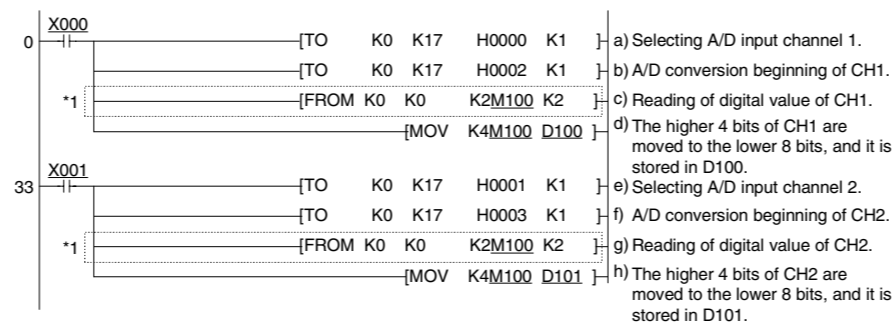 X000
0 [TO K0 K17 H0000 K1 ] a) Selecting A/D input channel 1.
[TO K0 K17 H0002 K1 ] b) A/D conversion beginning of CH1.
*1 [FROM K0 K0 K2M100 K2 ] c) Reading of digital value of CH1.
[MOV K4M100 D100 ] d) The higher 4 bits of CH1 are
moved to the lower 8 bits, and it is
stored in D100.
X001
33 [TO K0 K17 H0001 K1 ] e) Selecting A/D input channel 2.
[TO K0 K17 H0003 K1 ] f) A/D conversion beginning of CH2.
*1 [FROM K0 K0 K2M100 K2 ] g) Reading of digital value of CH2.
[MOV K4M100 D101 ] h) The higher 4 bits of CH2 are
moved to the lower 8 bits, and it is
stored in D101.